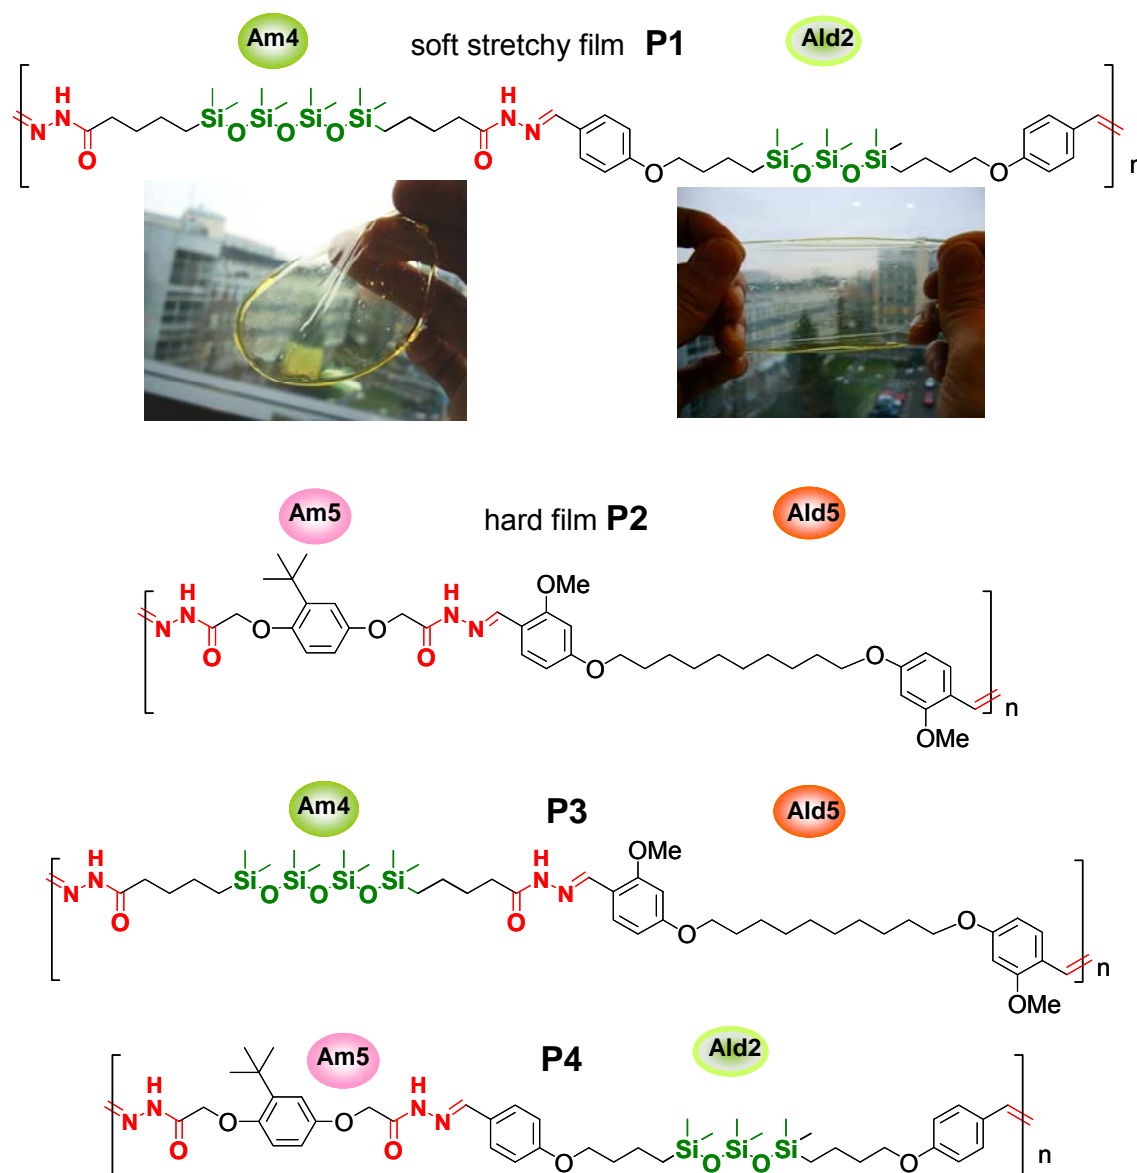 Am4 soft stretchy film P1 Ald2
H H
N N Si Si Si Si N N
O O O Si Si Si
O O O O O O
Am5 hard film P2 Ald5
H H OMe
N N N N
O O O
O O O O
n
OMe
Am4 P3 Ald5
H Si Si Si Si H OMe
N N O O O N N
O O O O
n
OMe
Am5 P4 Ald2
H H
N N N N
O O Si Si Si O
O O O O O O
n